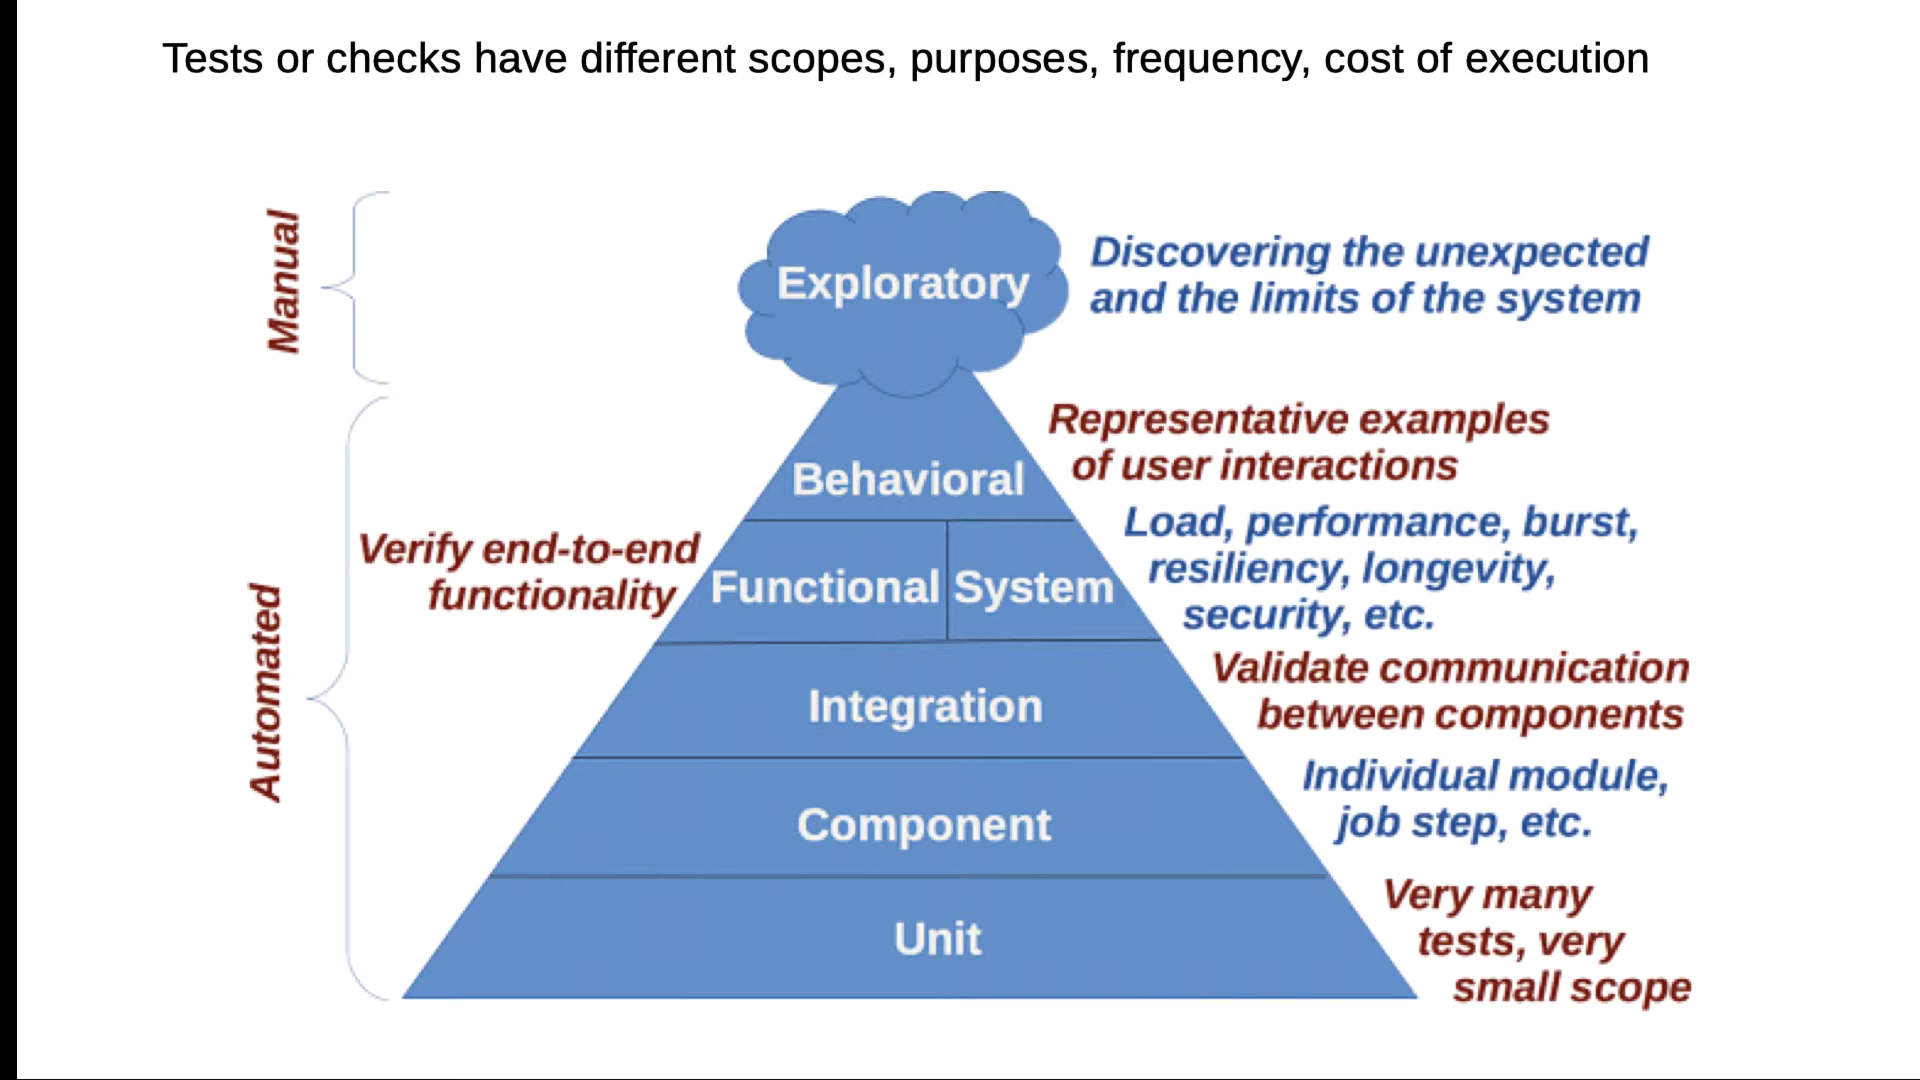 Tests or checks have different scopes, purposes, frequency, cost of execution
Manual
Exploratory
Discovering the unexpected
and the limits of the system
Automated
Behavioral
Representative examples
of user interactions
Verify end-to-end
functionality
Functional
System
Load, performance, burst,
resiliency, longevity,
security, etc.
Integration
Validate communication
between components
Component
Individual module,
job step, etc.
Unit
Very many
tests, very
small scope